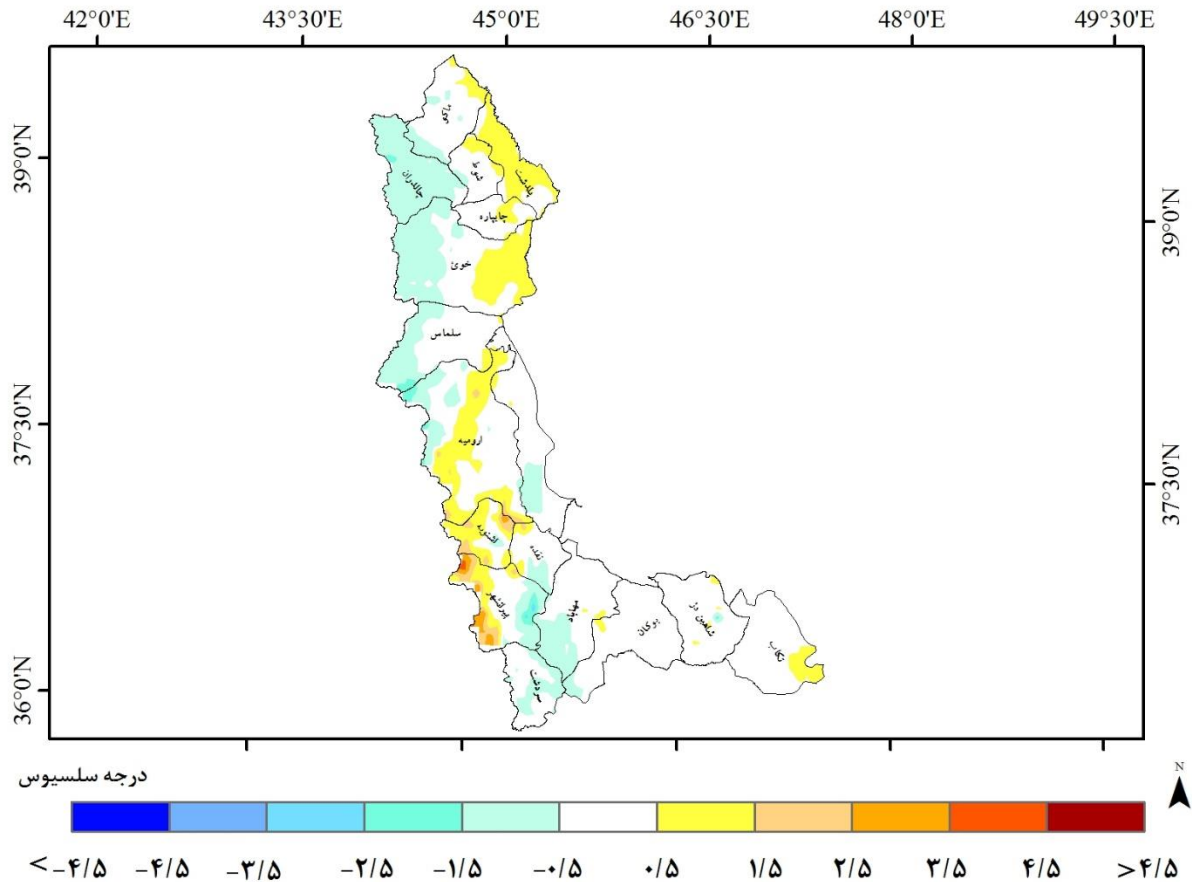 42°0'E 43°30'E 45°0'E 46°30'E 48°0'E 49°30'E
39°0'N
39°0'N
37°30'N
37°30'N
36°0'N
ماکو
شوط
پلدشت
چالدران
چایپاره
خوی
سلماس
ارومیه
اشنویه
نقده
پیرانشهر
مهاباد
بوکان
شاهین دژ
تکاب
سردشت
درجه سلسیوس
N
<-۴/۵ -۴/۵ -۳/۵ -۲/۵ -۱/۵ -۰/۵ ۰/۵ ۱/۵ ۲/۵ ۳/۵ ۴/۵ >۴/۵